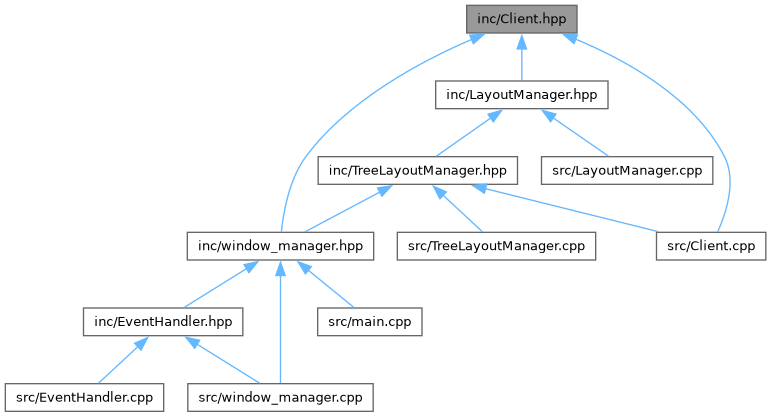 inc/Client.hpp
inc/LayoutManager.hpp
inc/TreeLayoutManager.hpp
src/LayoutManager.cpp
inc/window_manager.hpp
src/TreeLayoutManager.cpp
src/Client.cpp
inc/EventHandler.hpp
src/main.cpp
src/EventHandler.cpp
src/window_manager.cpp